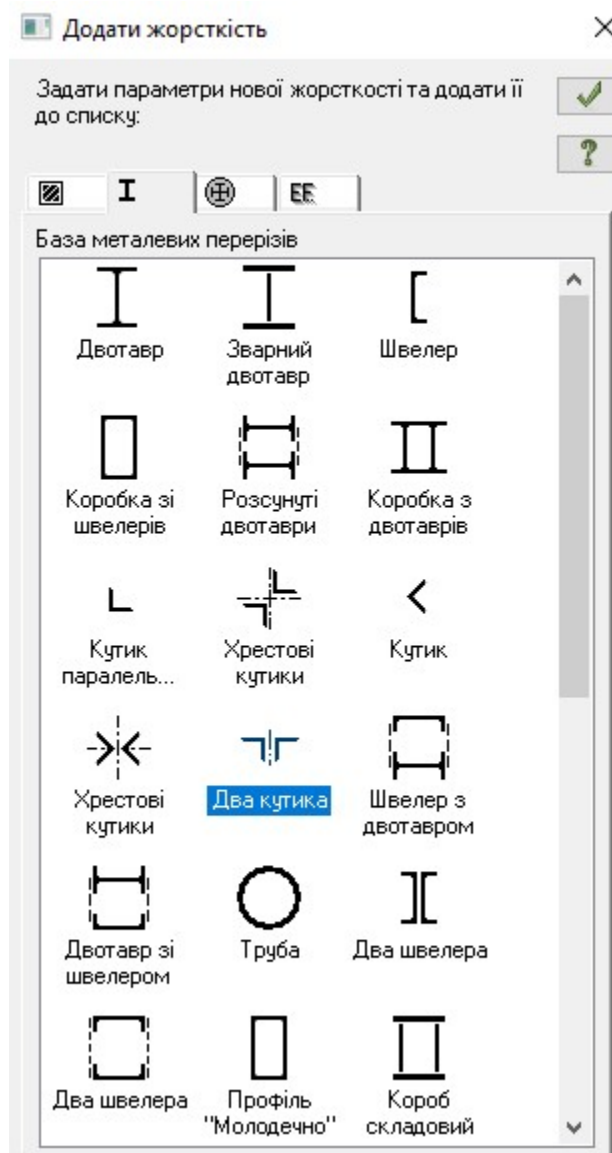 Додати жорсткість
Задати параметри нової жорсткості та додати її
до списку:
База металевих перерізів
Двотавр
Зварний
двотавр
Швелер
Коробка зі
швелерів
Розсунуті
двотаври
Коробка з
двотаврів
Кутик
паралель...
Хрестові
кутики
Кутик
Хрестові
кутики
Два кутика
Швелер з
двотавром
Двотавр зі
швелером
Труба
Два швелера
Два швелера
Профіль
"Молодечно"
Короб
складовий